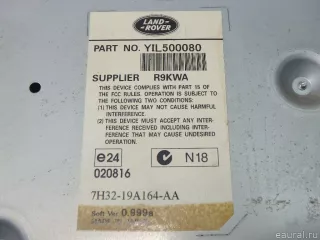 LAND-
ROVER
PART NO. YIL500080
SUPPLIER R9KWA
THIS DEVICE COMPLIES WITH PART 15 OF
THE FCC RULES. OPERATION IS SUBJECT TO
THE FOLLOWING TWO CONDITIONS:
(1) THIS DEVICE MAY NOT CAUSE HARMFUL
INTERFERENCE.
(2) THIS DEVICE MUST ACCEPT ANY INTER-
FERENCE RECEIVED INCLUDING INTER-
FERENCE THAT MAY CAUSE UNDESIRED
OPERATION.
e24
N18
020816
7H32-19A164-AA
Soft Ver 0.999a
eaural.ru